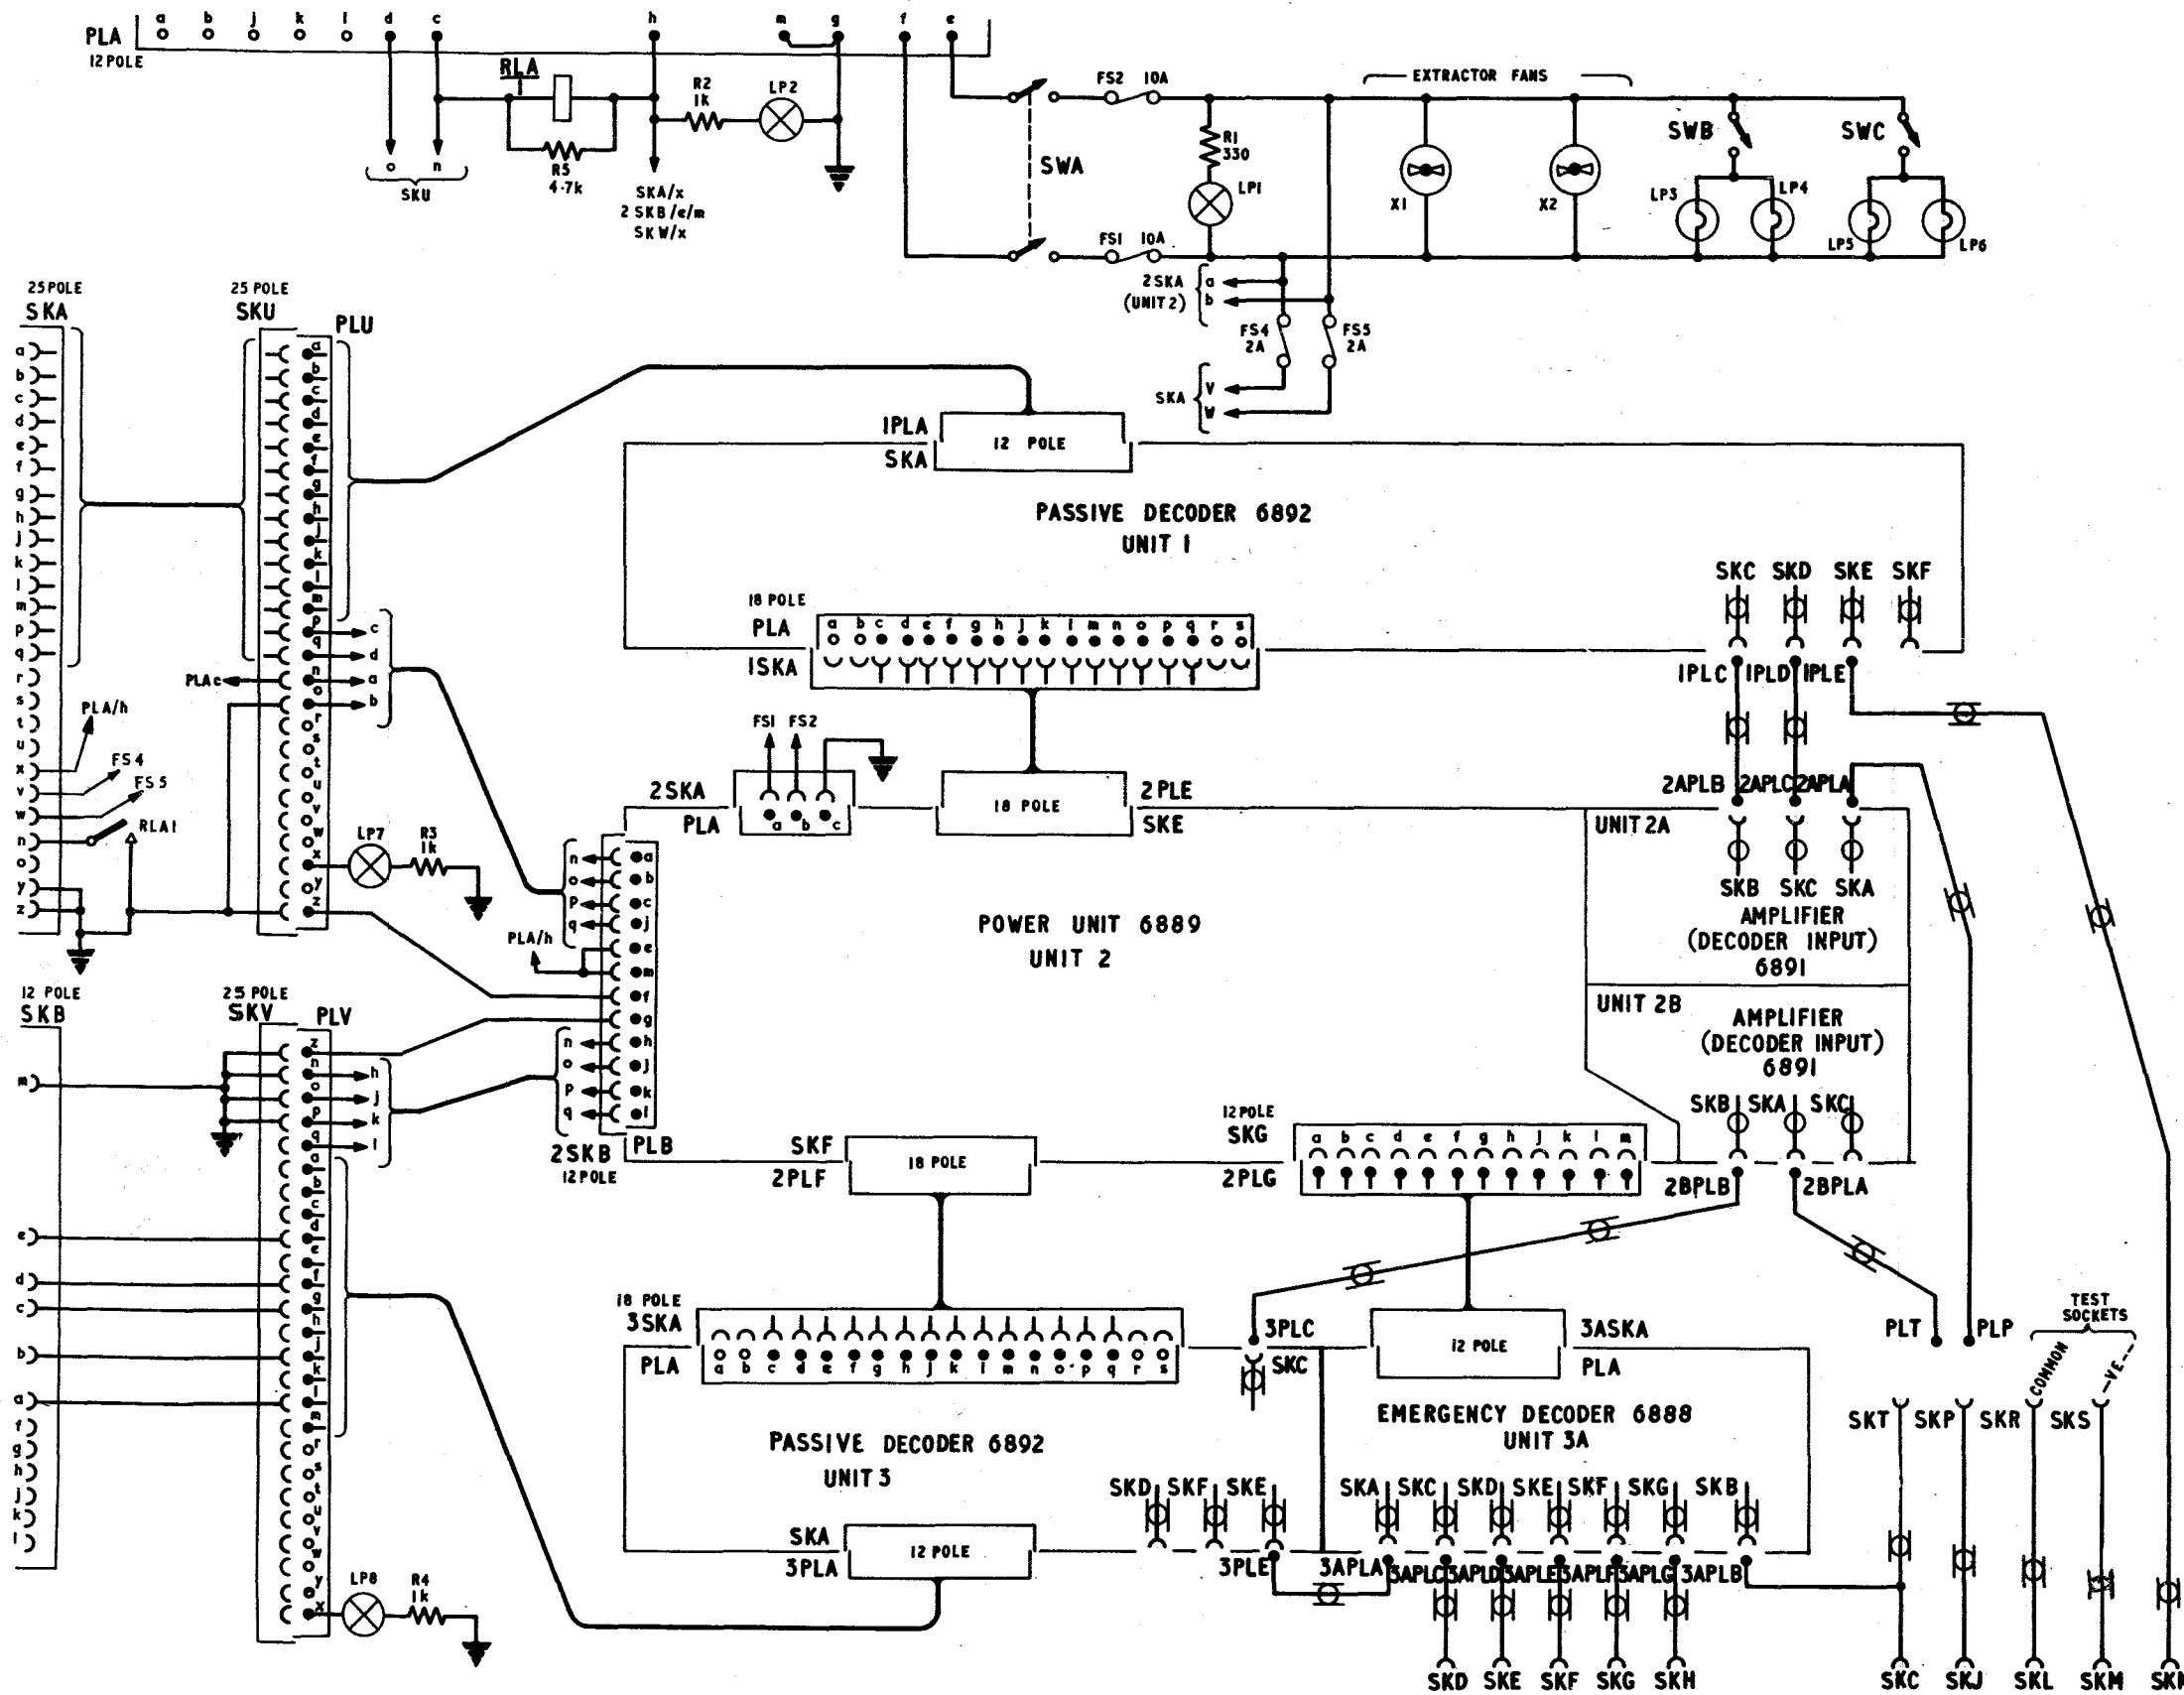 a b j k l d c h m g f e
PLA
12 POLE
RLA
R2
1k
LP2
R5
4·7k
o n
SKU
SKA/x
2 SKB/e/m
SKW/x
SWA
FS2 10A
FS1 10A
R1
330
LP1
EXTRACTOR FANS
X1
X2
SWB
SWC
LP3
LP4
LP5
LP6
2SKA
(UNIT 2)
a
b
FS4
2A
FS5
2A
SKA
V
W
25 POLE
SKA
a
b
c
d
e
f
g
h
j
k
l
m
p
q
r
s
t
u
x
v
w
n
o
y
z
PLA/h
FS4
FS5
RLA1
25 POLE
SKU
PLU
a
b
c
d
e
f
g
h
j
k
l
m
p
q
n
o
r
s
t
u
v
w
x
y
z
c
d
a
b
PLAc
LP7
R3
1k
1PLA
SKA
12 POLE
PASSIVE DECODER 6892
UNIT 1
18 POLE
PLA
a b c d e f g h j k l m n o p q r s
1SKA
SKC SKD SKE SKF
1PLC 1PLD 1PLE
FS1 FS2
2SKA
PLA
a b c
18 POLE
2PLE
SKE
2APLB 2APLC 2APLA
UNIT 2A
SKB SKC SKA
AMPLIFIER
(DECODER INPUT)
6891
POWER UNIT 6889
UNIT 2
UNIT 2B
AMPLIFIER
(DECODER INPUT)
6891
SKB SKA SKC
2BPLB 2BPLA
n
o
p
q
PLA/h
a
b
c
j
e
m
f
g
h
j
k
l
n
o
p
q
2SKB
12 POLE
PLB
12 POLE
SKB
m
e
d
c
b
a
f
g
h
j
k
l
25 POLE
SKV
PLV
z
n
o
p
q
a
b
c
d
e
f
g
h
j
k
l
m
r
s
t
u
v
w
y
x
h
j
k
l
LP8
R4
1k
SKF
2PLF
18 POLE
12 POLE
SKG
a b c d e f g h j k l m
2PLG
18 POLE
3SKA
PLA
a b c d e f g h j k l m n o p q r s
3PLC
SKC
12 POLE
3ASKA
PLA
EMERGENCY DECODER 6888
UNIT 3A
PASSIVE DECODER 6892
UNIT 3
SKA
3PLA
12 POLE
SKD SKF SKE
3PLE
SKA SKC SKD SKE SKF SKG SKB
3APLA 3APLC 3APLD 3APLE 3APLF 3APLG 3APLB
SKD SKE SKF SKG SKH
PLT PLP
TEST
SOCKETS
COMMON
-VE
SKT SKP SKR SKS
SKC SKJ SKL SKM